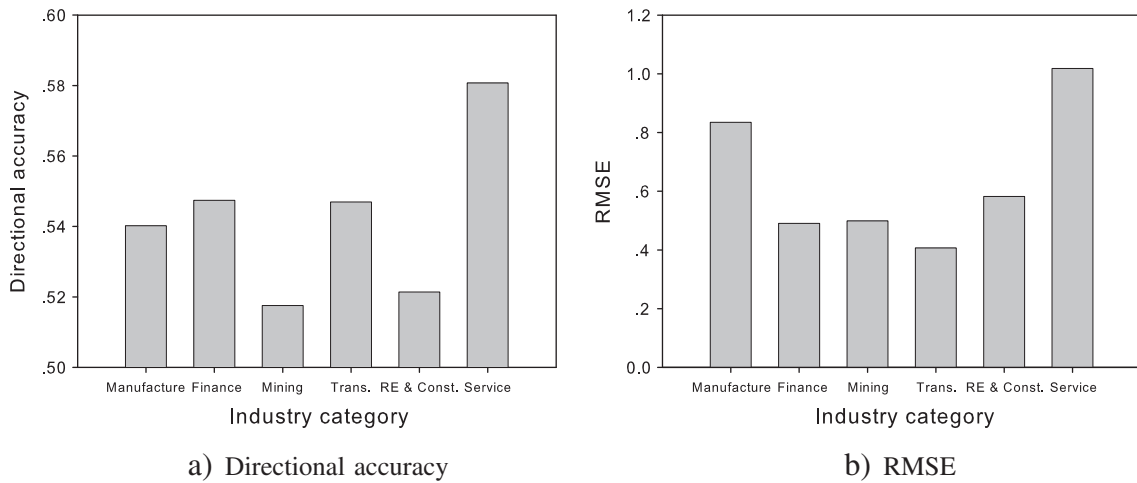 .60
.58
.56
.54
.52
.50
Directional accuracy
Manufacture Finance Mining Trans. RE & Const. Service
Industry category
a) Directional accuracy
1.2
1.0
.8
.6
.4
.2
0.0
RMSE
Manufacture Finance Mining Trans. RE & Const. Service
Industry category
b) RMSE